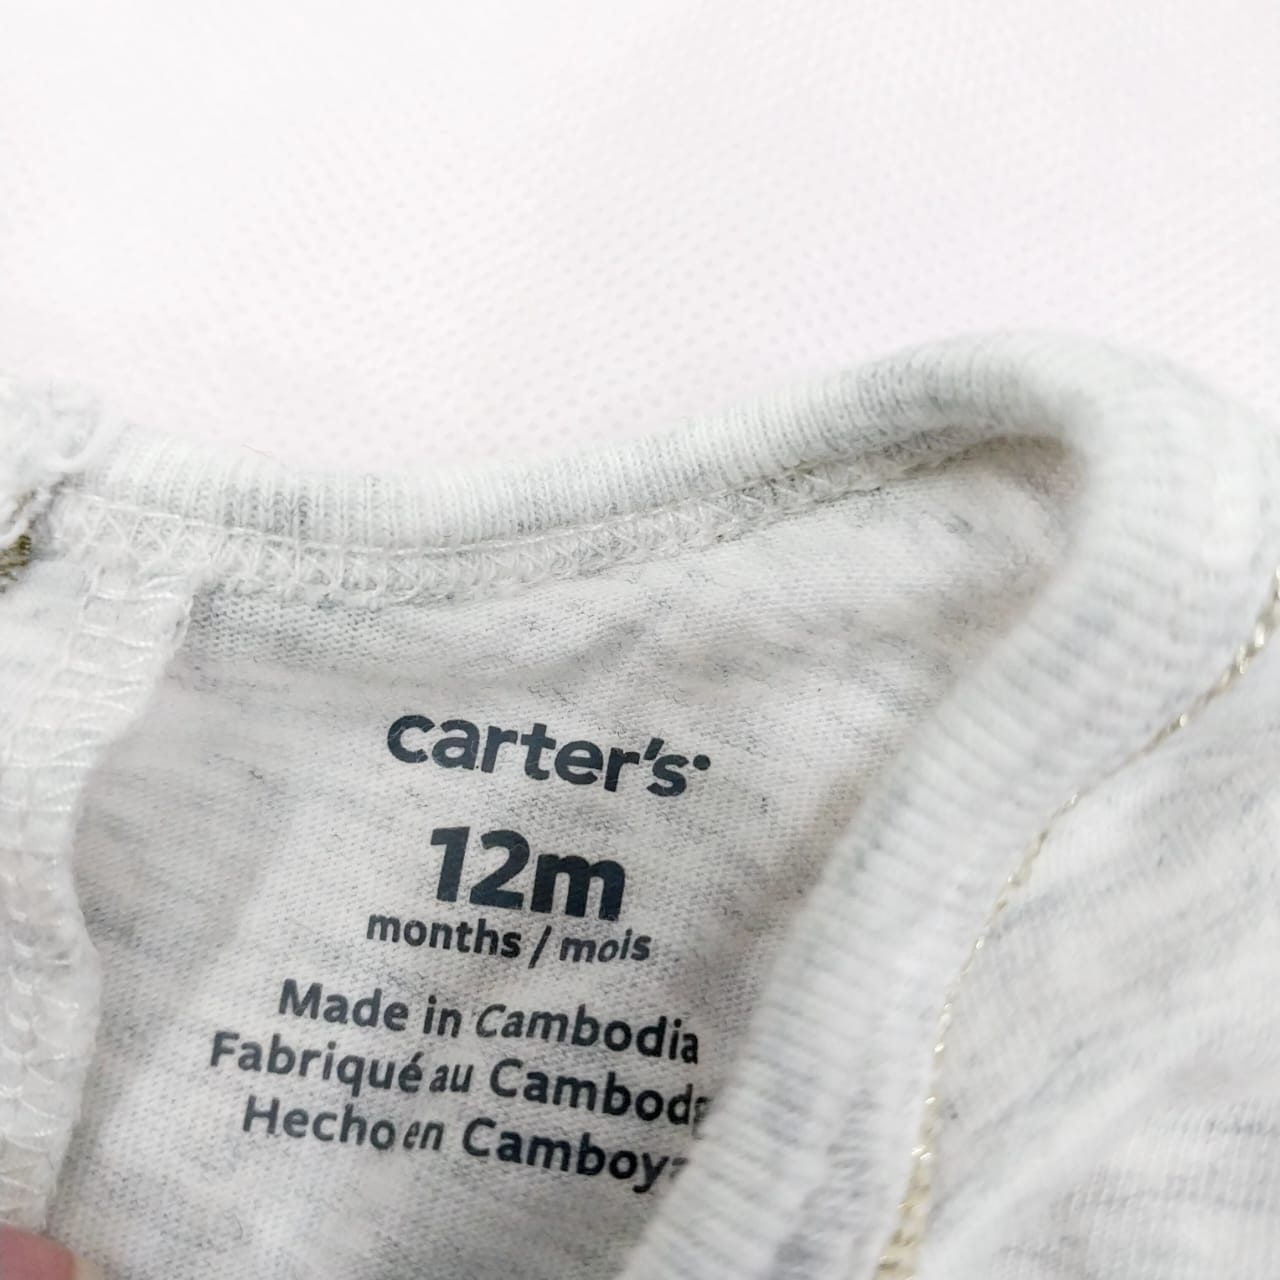 carter's
12m
months / mois
Made in Cambodia
Fabriqué au
Hecho en